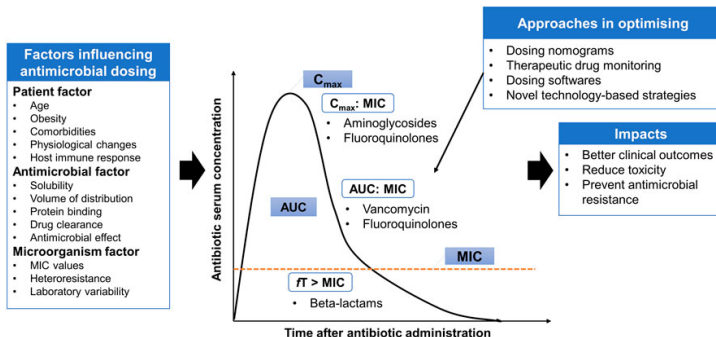 Factors influencing
antimicrobial dosing
Patient factor
• Age
• Obesity
• Comorbidities
• Physiological changes
• Host immune response
Antimicrobial factor
• Solubility
• Volume of distribution
• Protein binding
• Drug clearance
• Antimicrobial effect
Microorganism factor
• MIC values
• Heteroresistance
• Laboratory variability
Antibiotic serum concentration
Cmax
Cmax: MIC
• Aminoglycosides
• Fluoroquinolones
AUC
AUC: MIC
• Vancomycin
• Fluoroquinolones
MIC
fT > MIC
• Beta-lactams
Time after antibiotic administration
Approaches in optimising
• Dosing nomograms
• Therapeutic drug monitoring
• Dosing softwares
• Novel technology-based strategies
Impacts
• Better clinical outcomes
• Reduce toxicity
• Prevent antimicrobial
resistance